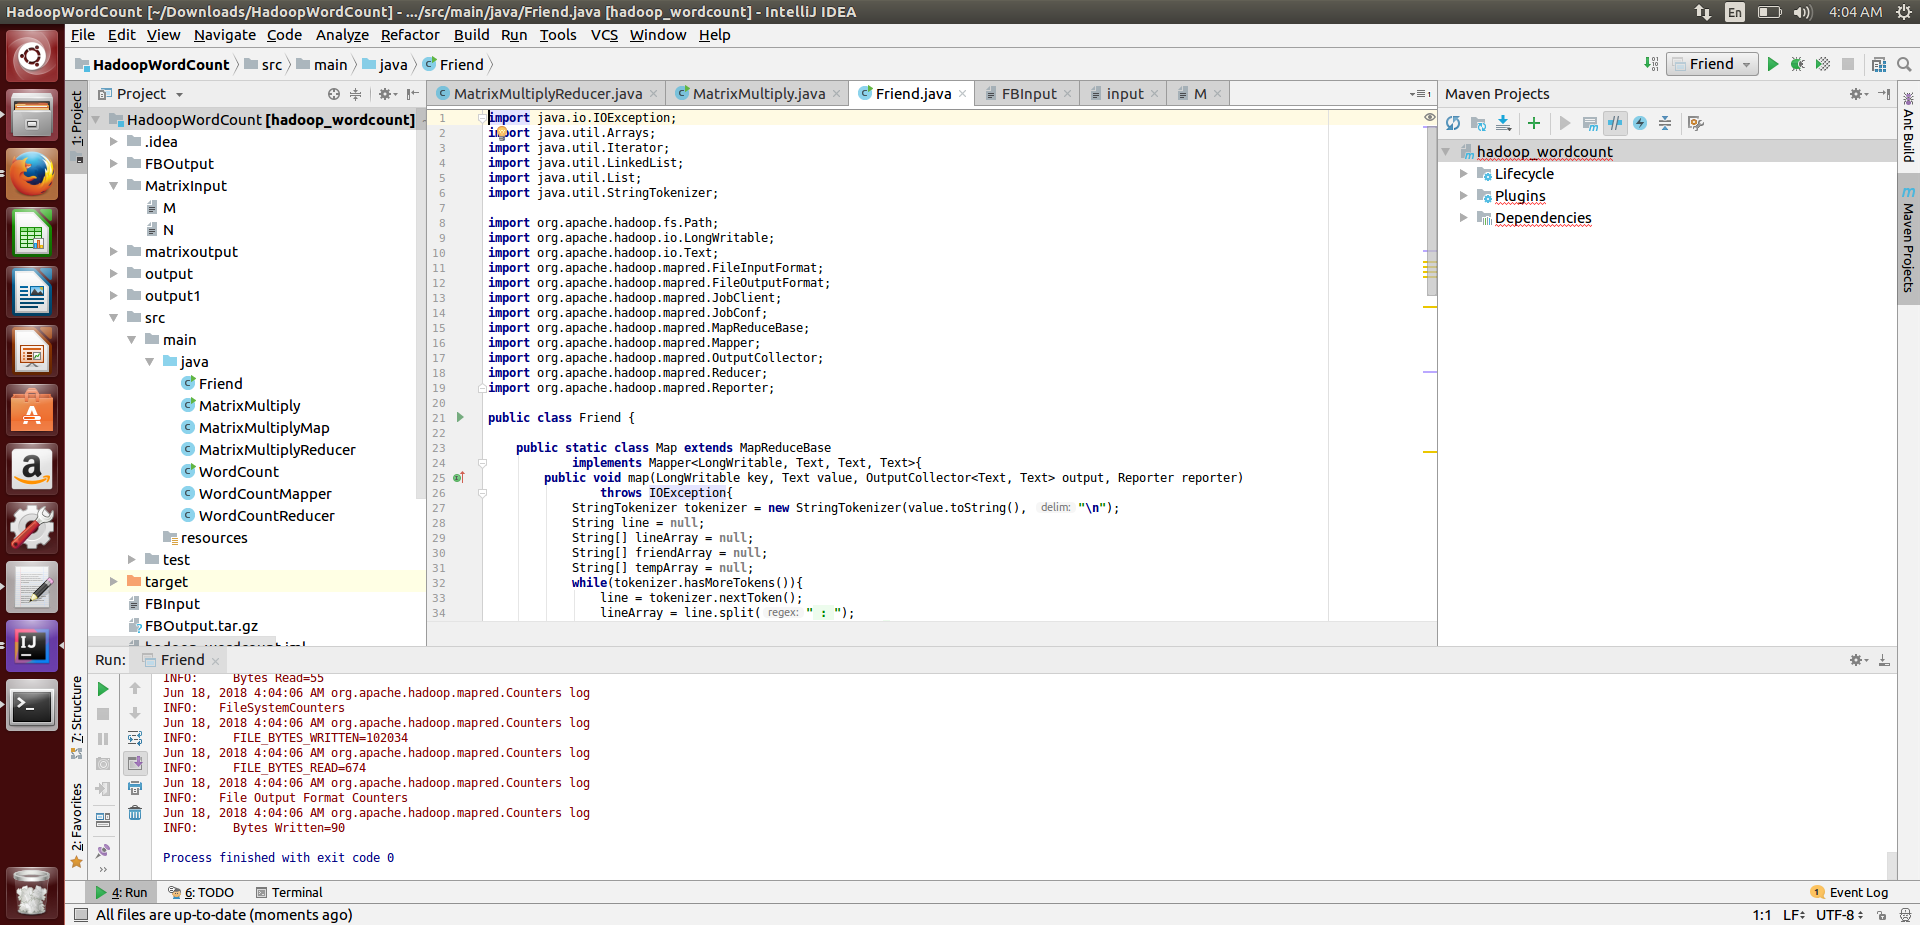 HadoopWordCount [~/Downloads/HadoopWordCount] - .../src/main/java/Friend.java [hadoop_wordcount] - IntelliJ IDEA
En 4:04 AM
File Edit View Navigate Code Analyze Refactor Build Run Tools VCS Window Help
HadoopWordCount src main java Friend
Friend
1: Project
7: Structure
2: Favorites
Project
HadoopWordCount [hadoop_wordcount]
.idea
FBOutput
MatrixInput
M
N
matrixoutput
output
output1
src
main
java
Friend
MatrixMultiply
MatrixMultiplyMap
MatrixMultiplyReducer
WordCount
WordCountMapper
WordCountReducer
resources
test
target
FBInput
FBOutput.tar.gz
MatrixMultiplyReducer.java MatrixMultiply.java Friend.java FBInput input M
1 import java.io.IOException;
2 import java.util.Arrays;
3 import java.util.Iterator;
4 import java.util.LinkedList;
5 import java.util.List;
6 import java.util.StringTokenizer;
7
8 import org.apache.hadoop.fs.Path;
9 import org.apache.hadoop.io.LongWritable;
10 import org.apache.hadoop.io.Text;
11 import org.apache.hadoop.mapred.FileInputFormat;
12 import org.apache.hadoop.mapred.FileOutputFormat;
13 import org.apache.hadoop.mapred.JobClient;
14 import org.apache.hadoop.mapred.JobConf;
15 import org.apache.hadoop.mapred.MapReduceBase;
16 import org.apache.hadoop.mapred.Mapper;
17 import org.apache.hadoop.mapred.OutputCollector;
18 import org.apache.hadoop.mapred.Reducer;
19 import org.apache.hadoop.mapred.Reporter;
20
21 public class Friend {
22
23 public static class Map extends MapReduceBase
24 implements Mapper<LongWritable, Text, Text, Text>{
25 public void map(LongWritable key, Text value, OutputCollector<Text, Text> output, Reporter reporter)
26 throws IOException{
27 StringTokenizer tokenizer = new StringTokenizer(value.toString(), delim: "\n");
28 String line = null;
29 String[] lineArray = null;
30 String[] friendArray = null;
31 String[] tempArray = null;
32 while(tokenizer.hasMoreTokens()){
33 line = tokenizer.nextToken();
34 lineArray = line.split( regex: " : ");
Maven Projects
hadoop_wordcount
Lifecycle
Plugins
Dependencies
Ant Build
Maven Projects
Run: Friend
INFO: Bytes Read=55
Jun 18, 2018 4:04:06 AM org.apache.hadoop.mapred.Counters log
INFO: FileSystemCounters
Jun 18, 2018 4:04:06 AM org.apache.hadoop.mapred.Counters log
INFO: FILE_BYTES_WRITTEN=102034
Jun 18, 2018 4:04:06 AM org.apache.hadoop.mapred.Counters log
INFO: FILE_BYTES_READ=674
Jun 18, 2018 4:04:06 AM org.apache.hadoop.mapred.Counters log
INFO: File Output Format Counters
Jun 18, 2018 4:04:06 AM org.apache.hadoop.mapred.Counters log
INFO: Bytes Written=90
Process finished with exit code 0
4: Run 6: TODO Terminal
1 Event Log
All files are up-to-date (moments ago)
1:1 LF UTF-8